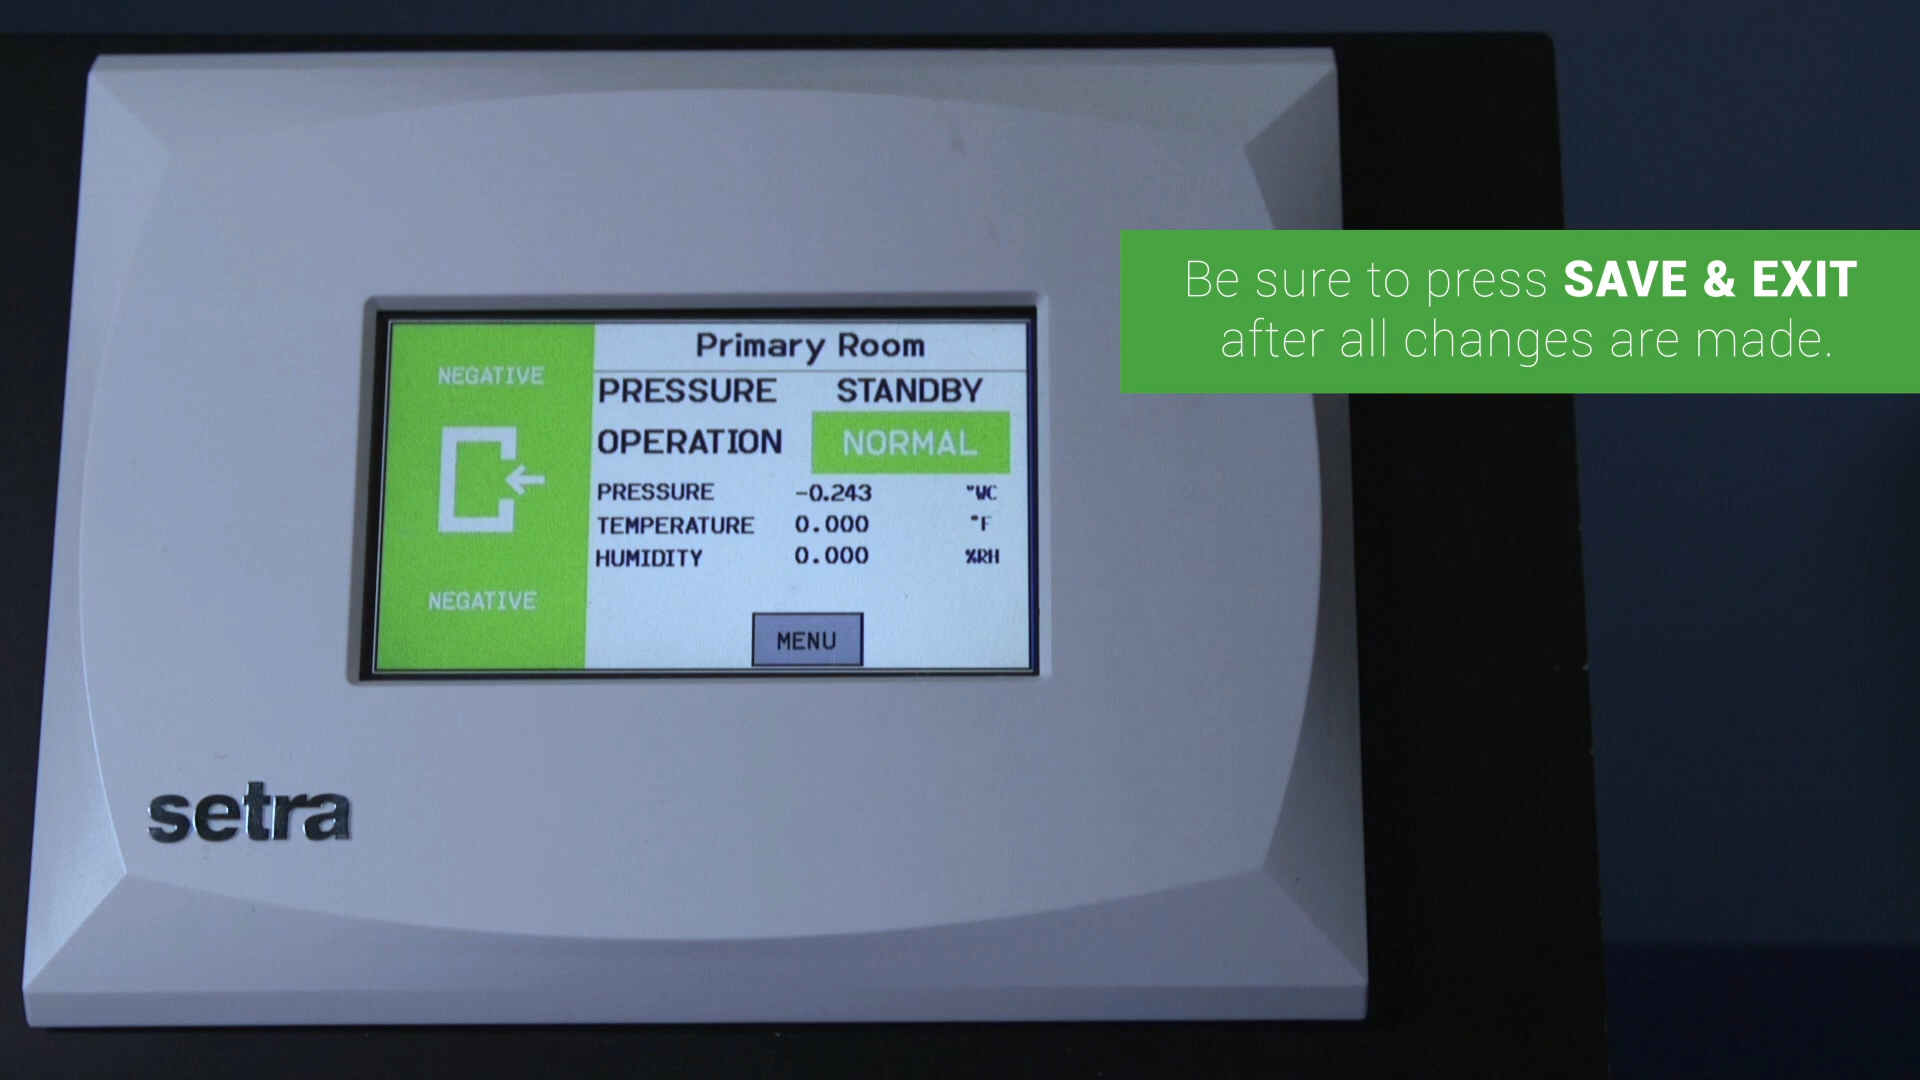 NEGATIVE
NEGATIVE
Primary Room
PRESSURE STANDBY
OPERATION NORMAL
PRESSURE -0.243 "WC
TEMPERATURE 0.000 °F
HUMIDITY 0.000 %RH
MENU
setra
Be sure to press SAVE & EXIT
after all changes are made.